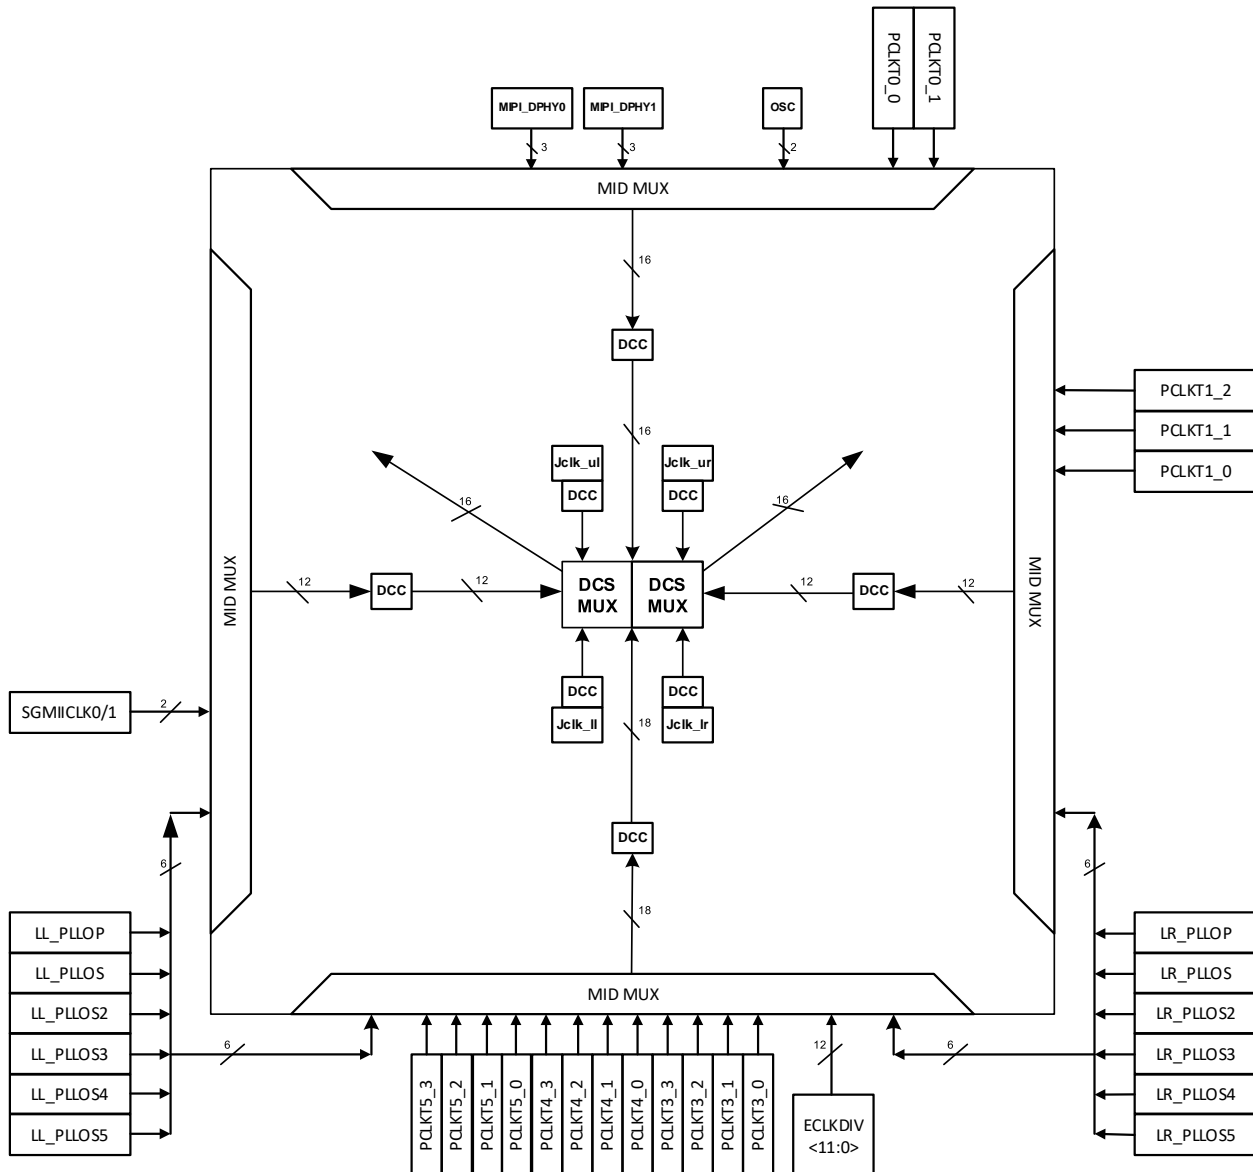 PCLKT0_0
PCLKT0_1
MIPI_DPHY0
MIPI_DPHY1
OSC
3
3
2
MID MUX
16
DCC
16
Jclk_ul
DCC
Jclk_ur
DCC
16
16
PCLKT1_2
PCLKT1_1
PCLKT1_0
MID MUX
12
DCC
12
DCS
MUX
DCS
MUX
12
DCC
12
MID MUX
DCC
Jclk_ll
DCC
Jclk_lr
SGMIICLK0/1
2
18
DCC
18
6
6
LL_PLLOP
LL_PLLOS
LL_PLLOS2
LL_PLLOS3
LL_PLLOS4
LL_PLLOS5
LR_PLLOP
LR_PLLOS
LR_PLLOS2
LR_PLLOS3
LR_PLLOS4
LR_PLLOS5
MID MUX
6
12
6
PCLKT5_3
PCLKT5_2
PCLKT5_1
PCLKT5_0
PCLKT4_3
PCLKT4_2
PCLKT4_1
PCLKT4_0
PCLKT3_3
PCLKT3_2
PCLKT3_1
PCLKT3_0
ECLKDIV
<11:0>